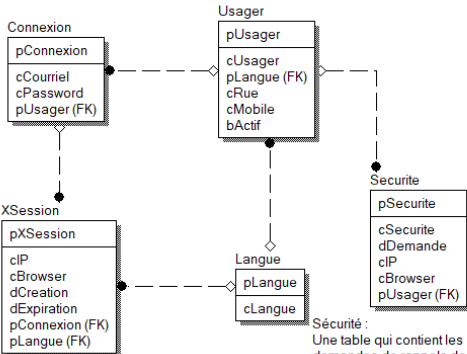 Connexion
pConnexion
cCourriel
cPassword
pUsager (FK)
Usager
pUsager
cUsager
pLangue (FK)
cRue
cMobile
bActif
XSession
pXSession
cIP
cBrowser
dCreation
dExpiration
pConnexion (FK)
pLangue (FK)
Langue
pLangue
cLangue
Securite
pSecurite
cSecurite
dDemande
cIP
cBrowser
pUsager (FK)
Sécurité :
Une table qui contient les